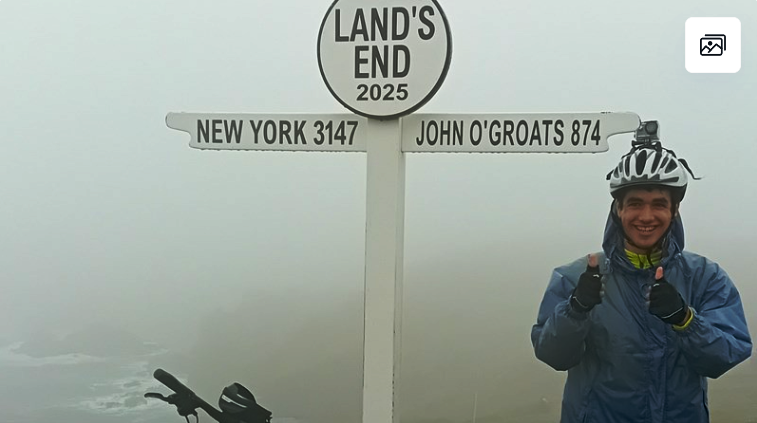 LAND'S
END
2025
NEW YORK 3147
JOHN O'GROATS 874